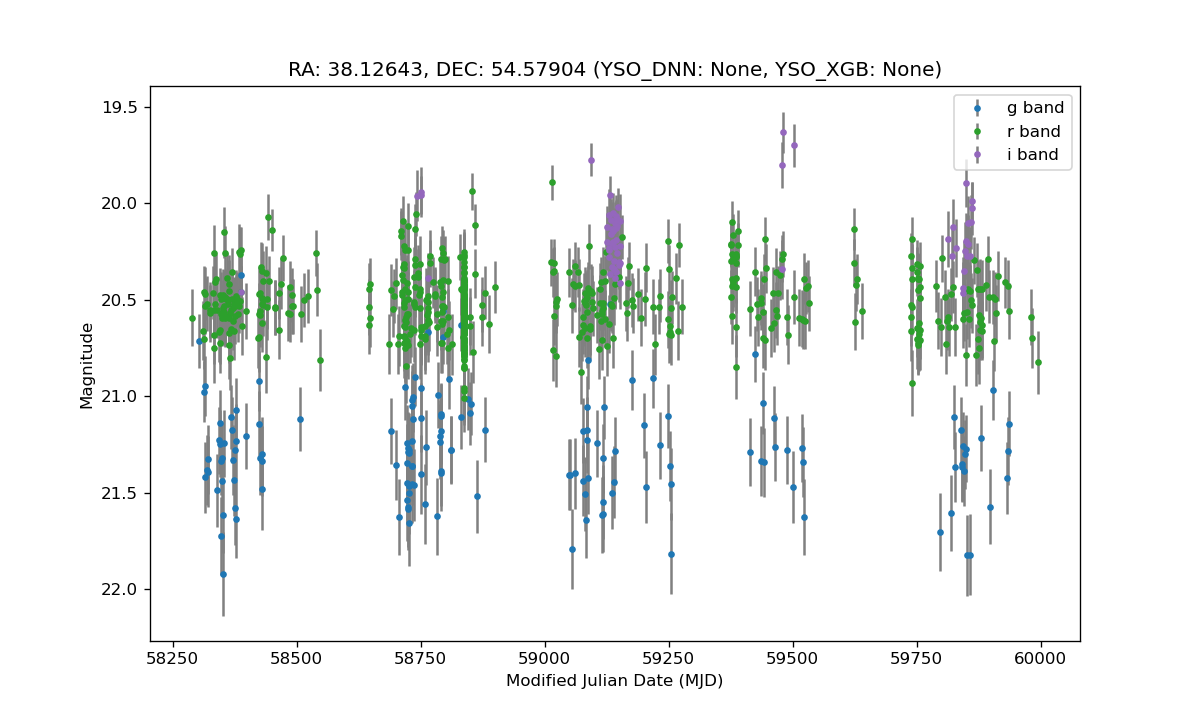 RA: 38.12643, DEC: 54.57904 (YSO_DNN: None, YSO_XGB: None)
g band
r band
i band
19.5
20.0
20.5
21.0
21.5
22.0
Magnitude
58250 58500 58750 59000 59250 59500 59750 60000
Modified Julian Date (MJD)